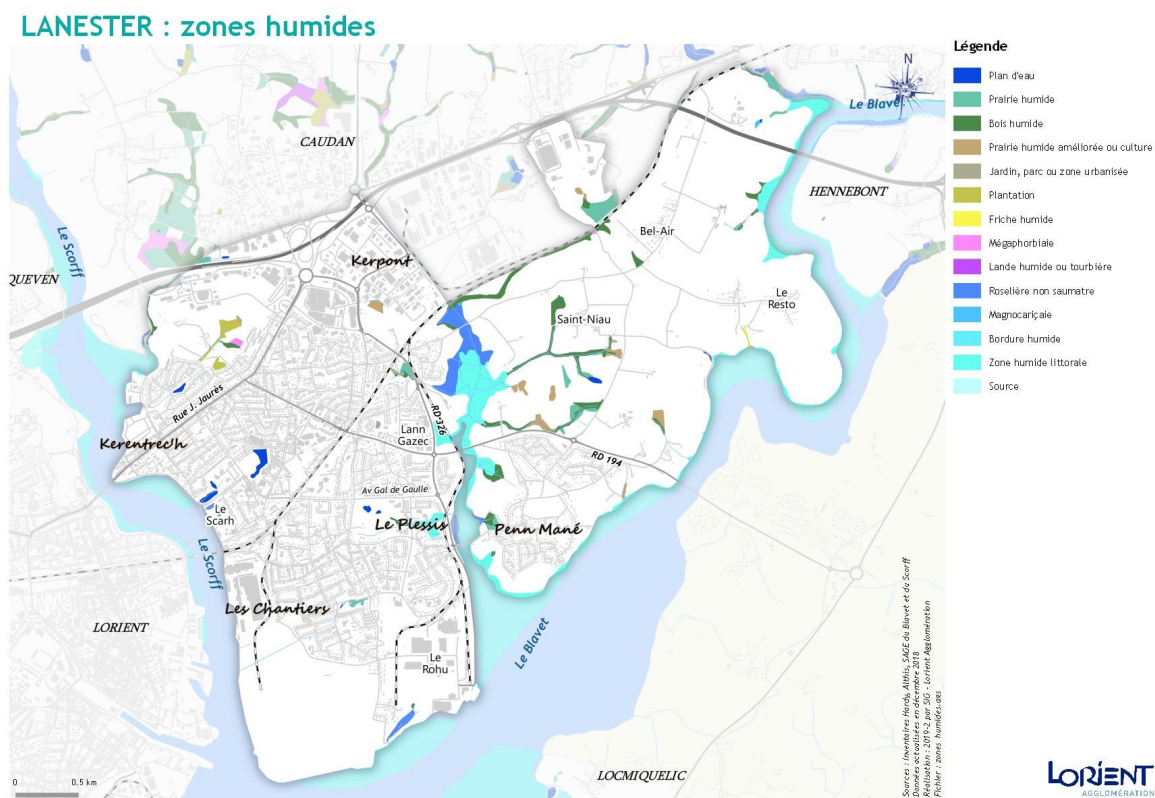 LANESTER : zones humides
Légende
Plan d'eau
Prairie humide
Bois humide
Prairie humide améliorée ou culture
Jardin, parc ou zone urbanisée
Plantation
Friche humide
Mégaphorbiaie
Lande humide ou tourbière
Roselière non saumatre
Magnocariçaie
Bordure humide
Zone humide littorale
Source
N
Le Blavet
CAUDAN
HENNEBONT
Le Scorff
QUEVEN
Kerpont
Bel-Air
Le
Resto
Saint-Niau
Rue J. Jaurès
RD 326
Kerentrec'h
Lann
Gazec
RD 194
Av Gal de Gaulle
Le
Scarh
Le Plessis
Penn Mané
Le Scorff
Les Chantiers
LORIENT
Le Blavet
Le
Rohu
LOCMIQUELIC
0
0.5 km
Sources : Inventaires Hardy, Althis, SAGE du Blavet et du Scorff
Données actualisées en décembre 2018
Réalisation : 2019-2 par SIG - Lorient Agglomération
Fichier : zones humides.qgs
LORIENT
AGGLOMÉRATION